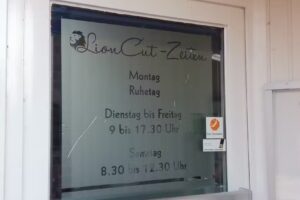 LionCut-Zeiten
Montag
Ruhetag
Dienstag bis Freitag
9 bis 17.30 Uhr
Samstag
8.30 bis 12.30 Uhr